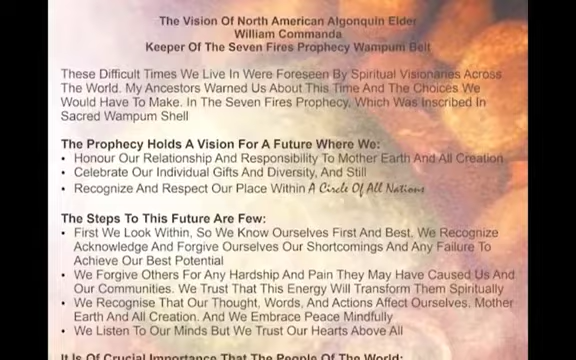 The Vision Of North American Algonquin Elder
William Commanda
Keeper Of The Seven Fires Prophecy Wampum Belt
These Difficult Times We Live In Were Foreseen By Spiritual Visionaries Across
The World. My Ancestors Warned Us About This Time And The Choices We
Would Have To Make. In The Seven Fires Prophecy, Which Was Inscribed In
Sacred Wampum Shell
The Prophecy Holds A Vision For A Future Where We:
• Honour Our Relationship And Responsibility To Mother Earth And All Creation
• Celebrate Our Individual Gifts And Diversity, And Still
• Recognize And Respect Our Place Within A Circle Of All Nations
The Steps To This Future Are Few:
• First We Look Within, So We Know Ourselves First And Best, We Recognize
Acknowledge And Forgive Ourselves Our Shortcomings And Any Failure To
Achieve Our Best Potential
• We Forgive Others For Any Hardship And Pain They May Have Caused Us And
Our Communities. We Trust That This Energy Will Transform Them Spiritually
• We Recognise That Our Thought, Words, And Actions Affect Ourselves, Mother
Earth And All Creation. And We Embrace Peace Mindfully
• We Listen To Our Minds But We Trust Our Hearts Above All
It Is Of Crucial Importance That The People Of The World: